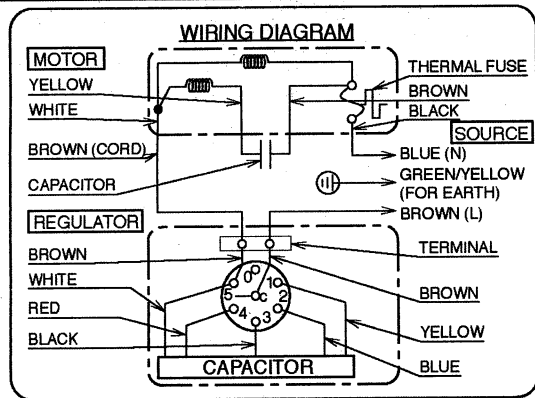 WIRING DIAGRAM
MOTOR
YELLOW
WHITE
THERMAL FUSE
BROWN
BLACK
SOURCE
BROWN (CORD)
BLUE (N)
CAPACITOR
GREEN/YELLOW
(FOR EARTH)
BROWN (L)
REGULATOR
TERMINAL
BROWN
WHITE
RED
BLACK
0
1
5
C
2
4
3
BROWN
YELLOW
BLUE
CAPACITOR